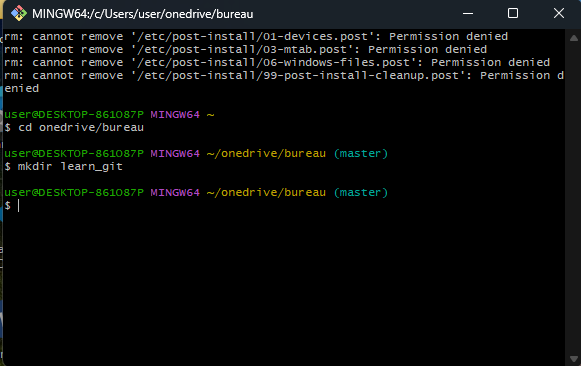 MINGW64:/c/Users/user/onedrive/bureau
rm: cannot remove '/etc/post-install/01-devices.post': Permission denied
rm: cannot remove '/etc/post-install/03-mtab.post': Permission denied
rm: cannot remove '/etc/post-install/06-windows-files.post': Permission denied
rm: cannot remove '/etc/post-install/99-post-install-cleanup.post': Permission d
enied
user@DESKTOP-861O87P MINGW64 ~
$ cd onedrive/bureau
user@DESKTOP-861O87P MINGW64 ~/onedrive/bureau (master)
$ mkdir learn_git
user@DESKTOP-861O87P MINGW64 ~/onedrive/bureau (master)
$